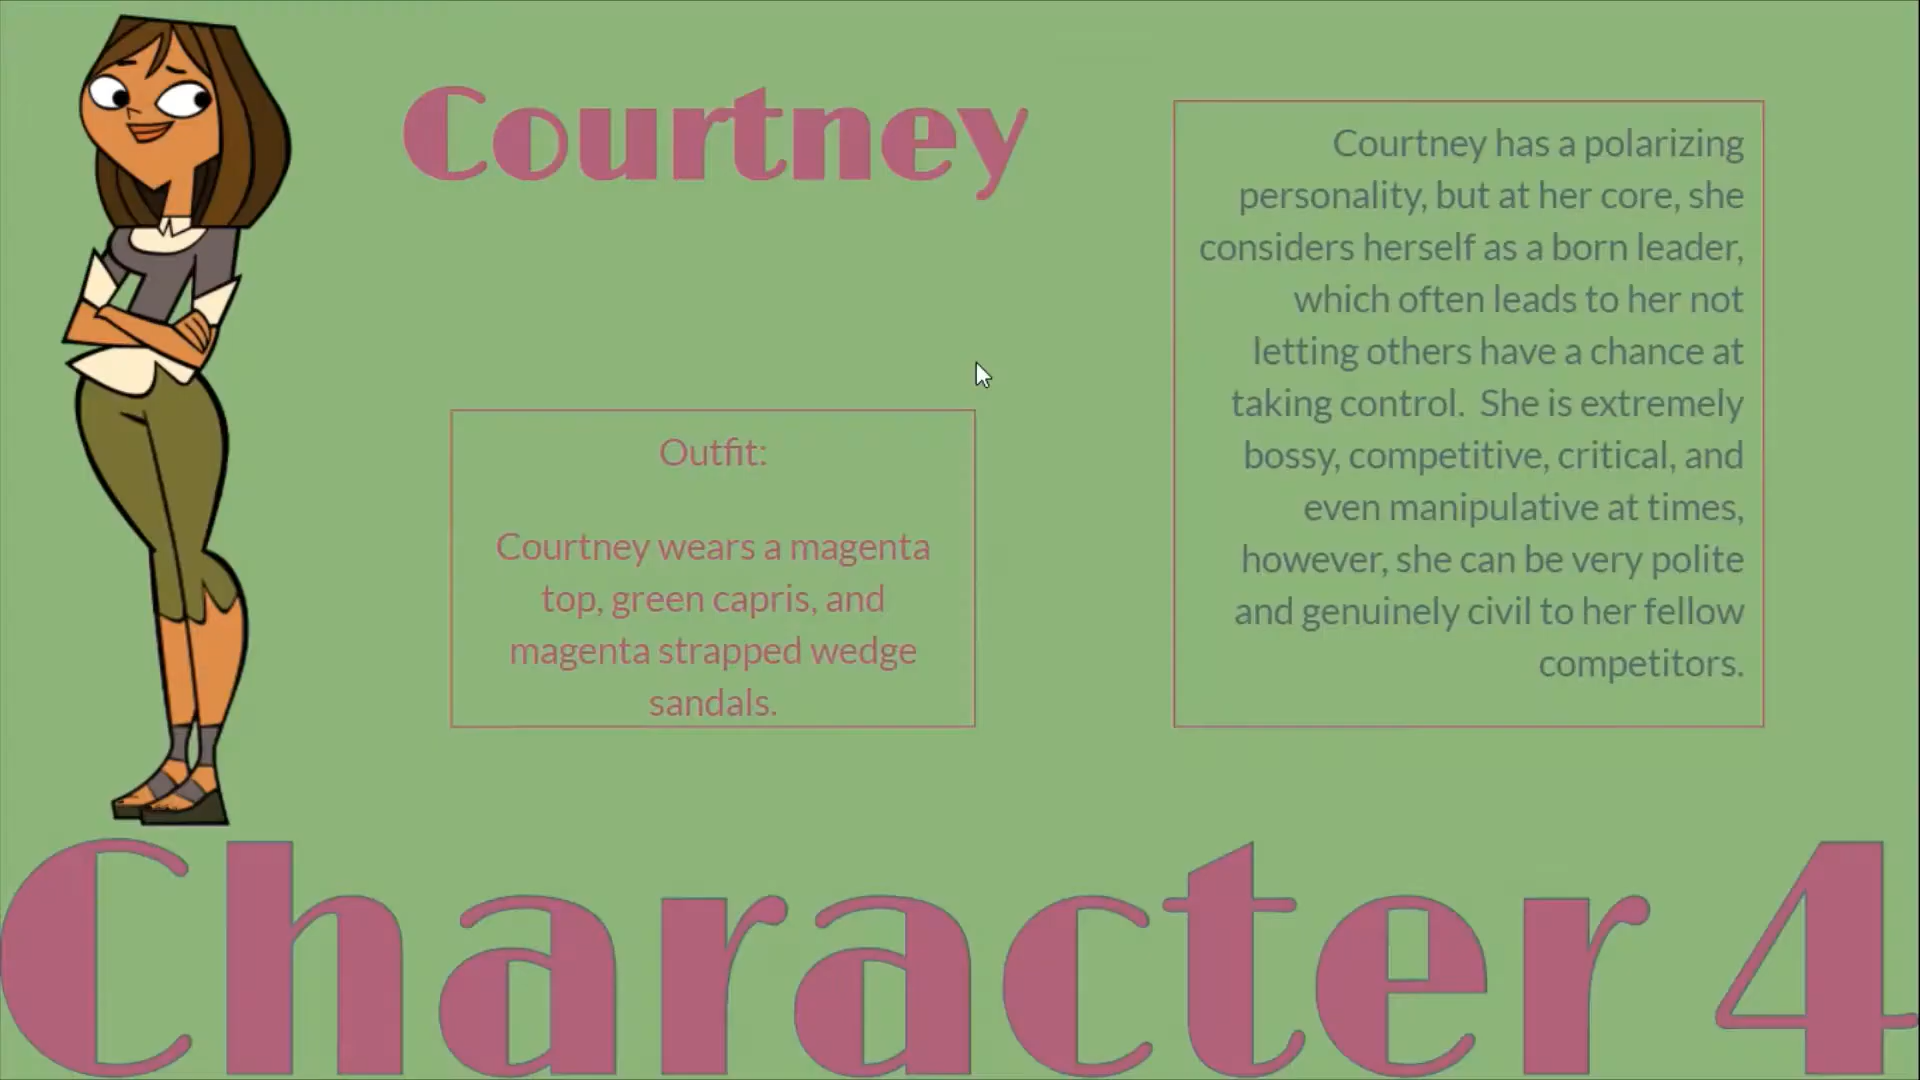 Courtney
Outfit:
Courtney wears a magenta
top, green capris, and
magenta strapped wedge
sandals.
Courtney has a polarizing
personality, but at her core, she
considers herself as a born leader,
which often leads to her not
letting others have a chance at
taking control.  She is extremely
bossy, competitive, critical, and
even manipulative at times,
however, she can be very polite
and genuinely civil to her fellow
competitors.
Character 4